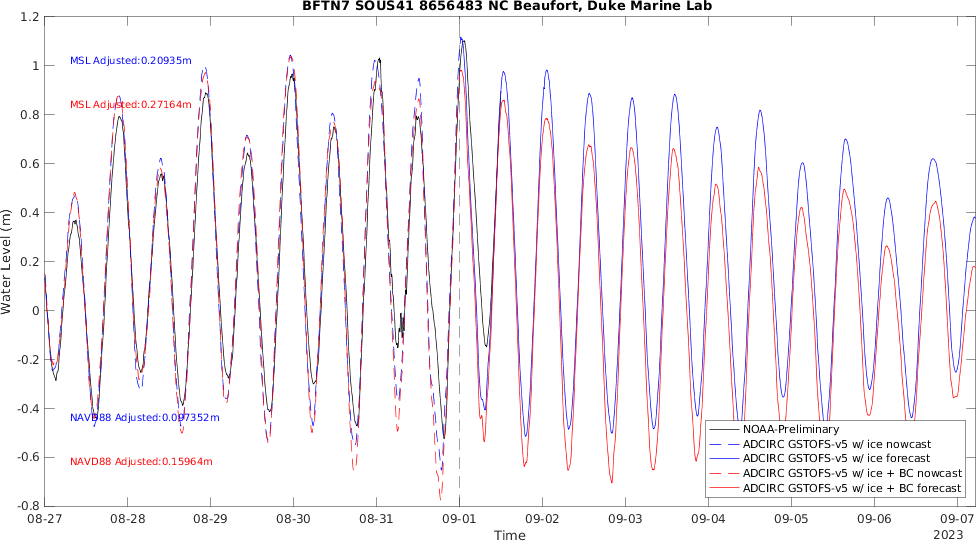 BFTN7 SOUS41 8656483 NC Beaufort, Duke Marine Lab
1.2
1
0.8
0.6
0.4
0.2
0
-0.2
-0.4
-0.6
-0.8
Water Level (m)
MSL Adjusted:0.20935m
MSL Adjusted:0.27164m
NAVD88 Adjusted:0.097352m
NAVD88 Adjusted:0.15964m
NOAA-Preliminary
ADCIRC GSTOFS-v5 w/ ice nowcast
ADCIRC GSTOFS-v5 w/ ice forecast
ADCIRC GSTOFS-v5 w/ ice + BC nowcast
ADCIRC GSTOFS-v5 w/ ice + BC forecast
08-27 08-28 08-29 08-30 08-31 09-01 09-02 09-03 09-04 09-05 09-06 09-07
Time
2023